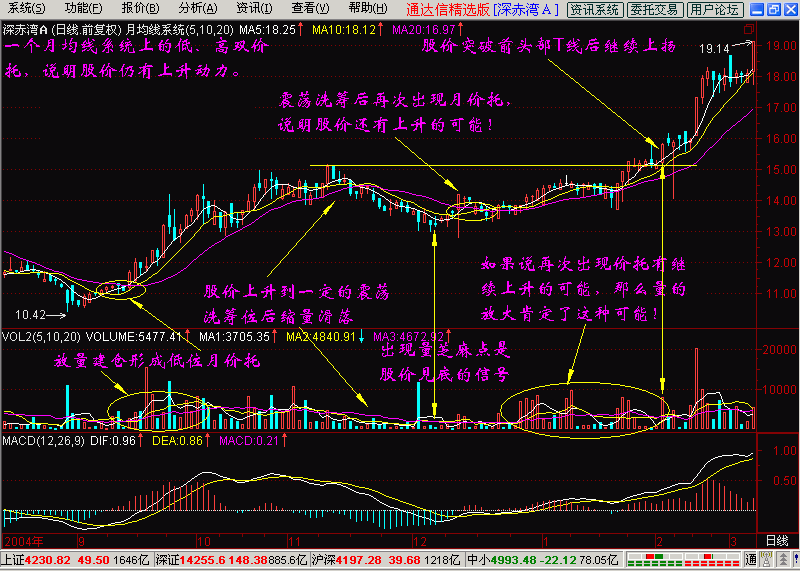 系统(S) 功能(F) 报价(B) 分析(A) 资讯(I) 查看(V) 帮助(H) 通达信精选版 [深赤湾A] 资讯系统 委托交易 用户论坛
深赤湾A (日线,前复权) 月均线系统(5,10,20) MA5:18.25↑ MA10:18.12↑ MA20:16.97↑
一个月均线系统上的低、高双价
托,说明股价仍有上升动力。
股价突破前头部T线后继续上扬
19.14
19.00
18.00
震荡洗筹后再次出现月价托,
说明股价还有上升的可能!
17.00
16.00
15.00
14.00
13.00
12.00
11.00
股价上升到一定的震荡
洗筹位后缩量滑落
如果说再次出现价托有继
续上升的可能,那么量的
放大肯定了这种可能!
10.42
VOL2(5,10,20) VOLUME:5477.41↑ MA1:3705.35↑ MA2:4840.91↓ MA3:4672.92↑
放量建仓形成低位月价托
出现量芝麻点是
股价见底的信号
20000
10000
MACD(12,26,9) DIF:0.96↑ DEA:0.86↑ MACD:0.21↑
1.00
0.50
2004年 9 10 11 12 1 2 3 日线
上证4230.82 49.50 1646亿 深证14255.6 148.38 885.6亿 沪深4197.28 39.68 1218亿 中小4993.48 -22.12 78.05亿 通